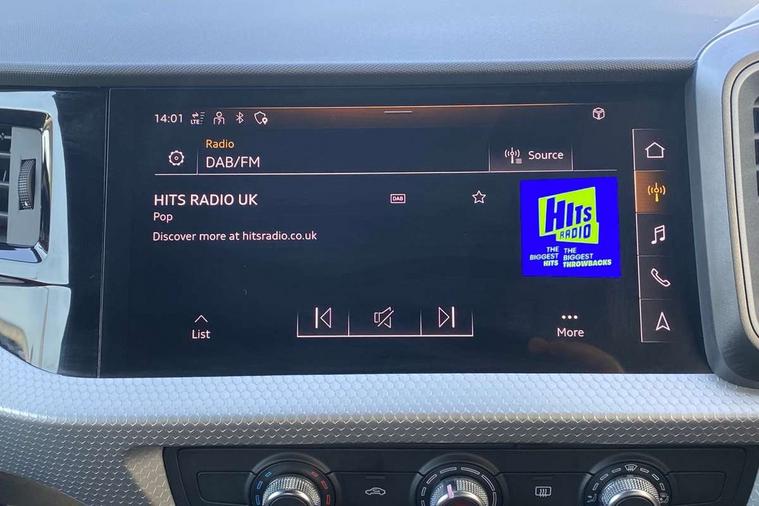 14:01 LTE
Radio
DAB/FM
Source
HITS RADIO UK
DAB
Pop
Discover more at hitsradio.co.uk
HITS
RADIO
THE THE
BIGGEST BIGGEST
HITS THROWBACKS
List
More